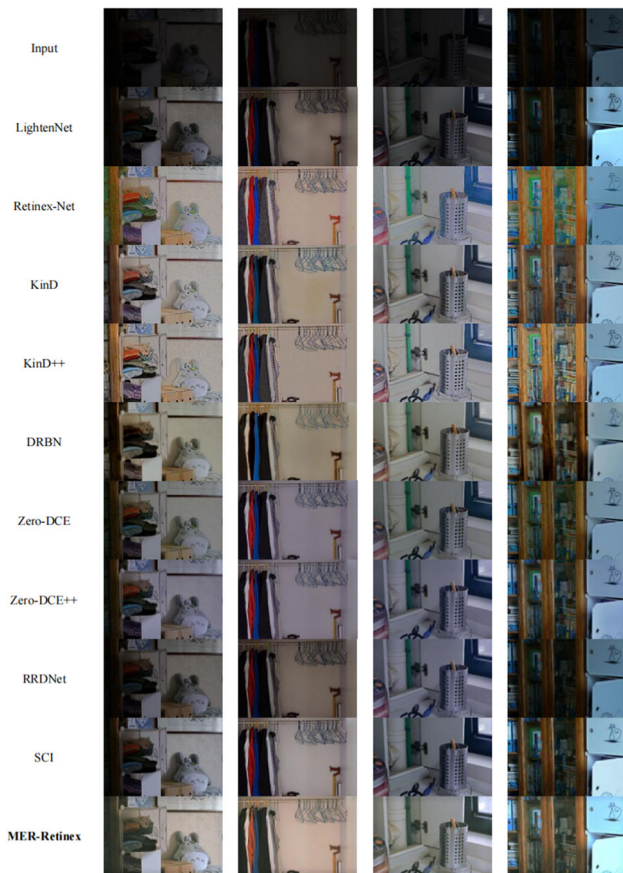 Input
LightenNet
Retinex-Net
KinD
KinD++
DRBN
Zero-DCE
Zero-DCE++
RRDNet
SCI
MER-Retinex